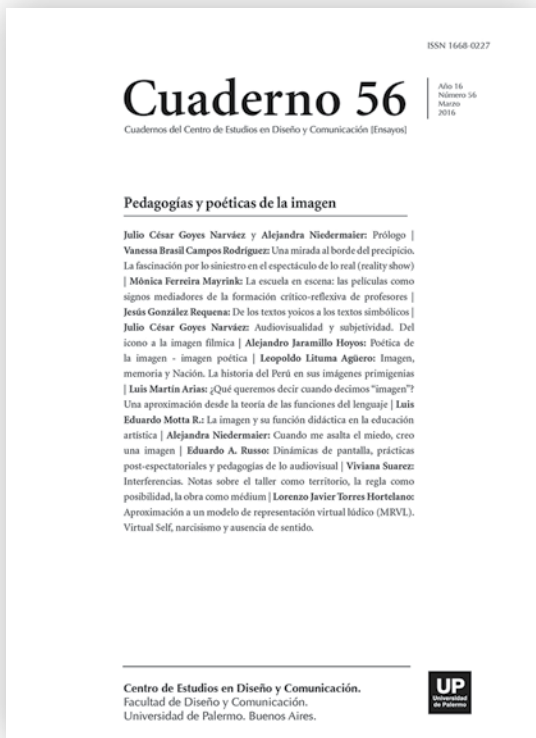 ISSN 1668-0227
Cuaderno 56
Cuadernos del Centro de Estudios en Diseño y Comunicación [Ensayos]
Año 16
Número 56
Marzo
2016
Pedagogías y poéticas de la imagen
Julio César Goyes Narváez y Alejandra Niedermaier: Prólogo |
Vanessa Brasil Campos Rodríguez: Una mirada al borde del precipicio.
La fascinación por lo siniestro en el espectáculo de lo real (reality show)
| Mônica Ferreira Mayrink: La escuela en escena: las películas como
signos mediadores de la formación crítico-reflexiva de profesores |
Jesús González Requena: De los textos yoicos a los textos simbólicos |
Julio César Goyes Narváez: Audiovisualidad y subjetividad. Del
ícono a la imagen fílmica | Alejandro Jaramillo Hoyos: Poética de
la imagen - imagen poética | Leopoldo Lituma Agüero: Imagen,
memoria y Nación. La historia del Perú en sus imágenes primigenias
| Luis Martín Arias: ¿Qué queremos decir cuando decimos “imagen”?
Una aproximación desde la teoría de las funciones del lenguaje | Luis
Eduardo Motta R.: La imagen y su función didáctica en la educación
artística | Alejandra Niedermaier: Cuando me asalta el miedo, creo
una imagen | Eduardo A. Russo: Dinámicas de pantalla, prácticas
post-espectatoriales y pedagogías de lo audiovisual | Viviana Suarez:
Interferencias. Notas sobre el taller como territorio, la regla como
posibilidad, la obra como médium | Lorenzo Javier Torres Hortelano:
Aproximación a un modelo de representación virtual lúdico (MRVL).
Virtual Self, narcisismo y ausencia de sentido.
Centro de Estudios en Diseño y Comunicación.
Facultad de Diseño y Comunicación.
Universidad de Palermo. Buenos Aires.
UP
Universidad
de Palermo